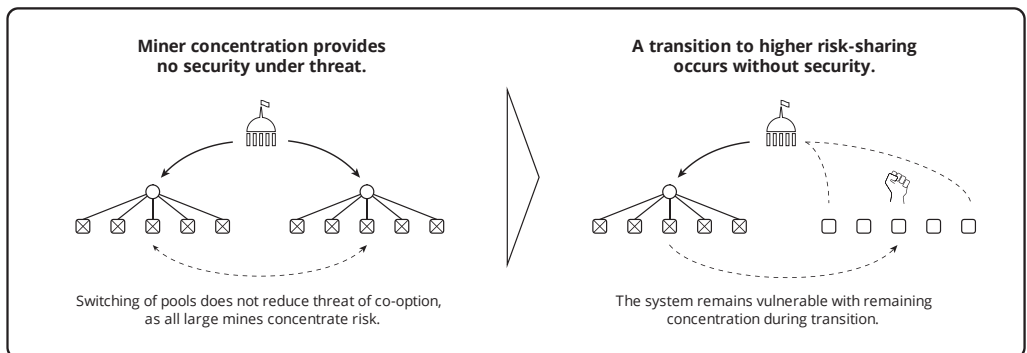 Miner concentration provides
no security under threat.
Switching of pools does not reduce threat of co-option,
as all large mines concentrate risk.
A transition to higher risk-sharing
occurs without security.
The system remains vulnerable with remaining
concentration during transition.